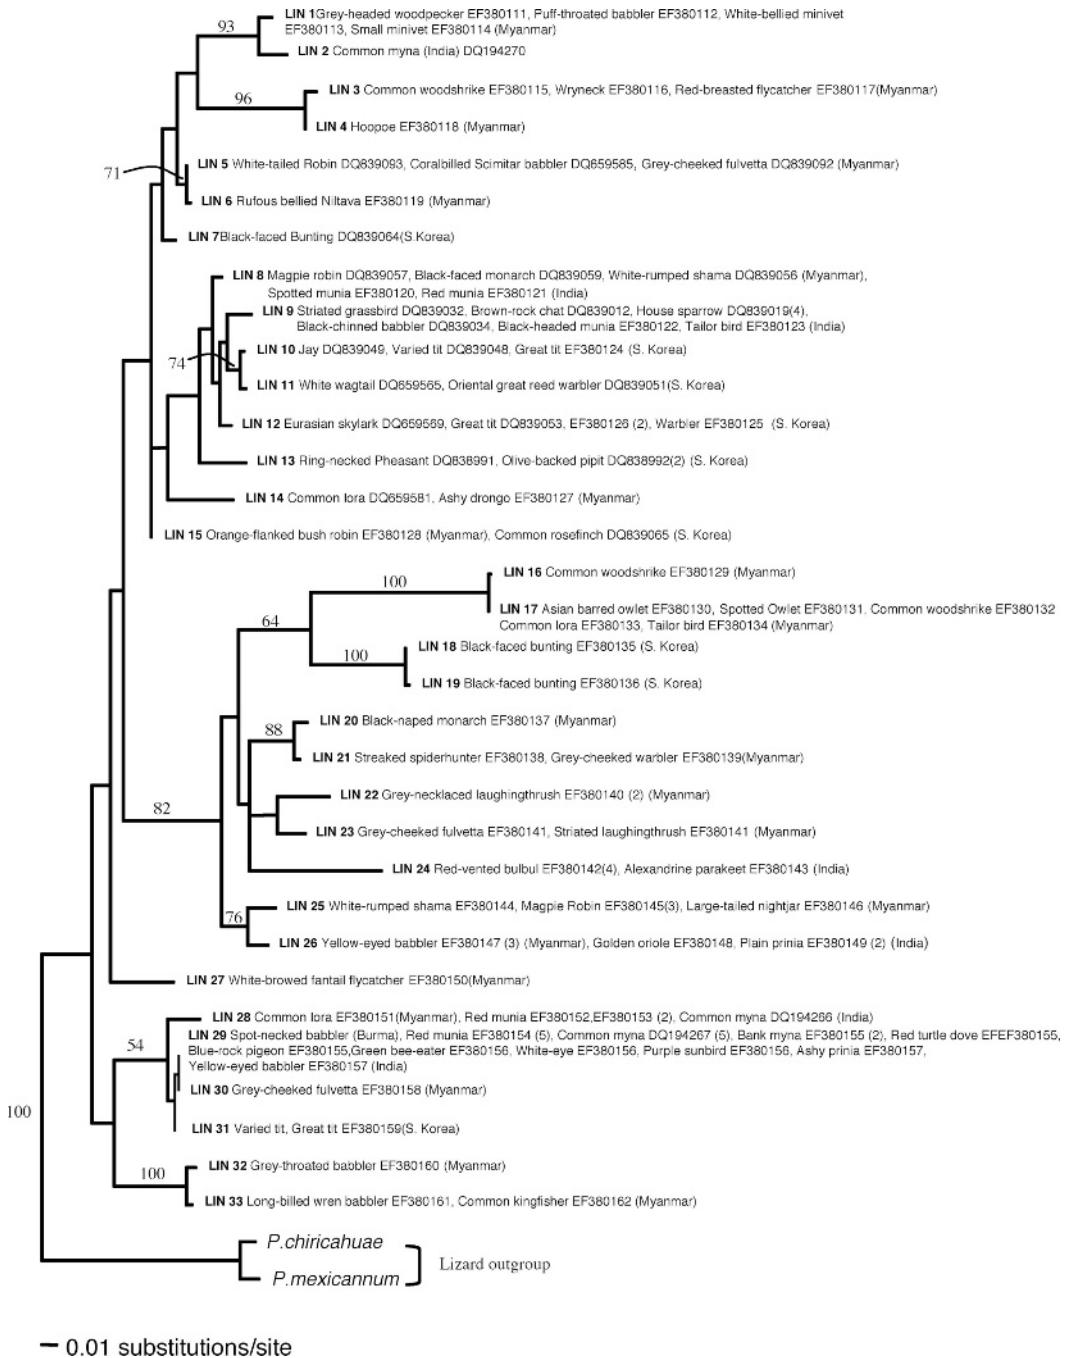 LIN 1Grey-headed woodpecker EF380111, Puff-throated babbler EF380112, White-bellied minivet
EF380113, Small minivet EF380114 (Myanmar)
93
LIN 2 Common myna (India) DQ194270
LIN 3 Common woodshrike EF380115, Wryneck EF380116, Red-breasted flycatcher EF380117(Myanmar)
96
LIN 4 Hoopoe EF380118 (Myanmar)
LIN 5 White-tailed Robin DQ839093, Coralbilled Scimitar babbler DQ659585, Grey-cheeked fulvetta DQ839092 (Myanmar)
71
LIN 6 Rufous bellied Niltava EF380119 (Myanmar)
LIN 7Black-faced Bunting DQ839064(S.Korea)
LIN 8 Magpie robin DQ839057, Black-faced monarch DQ839059, White-rumped shama DQ839056 (Myanmar),
Spotted munia EF380120, Red munia EF380121 (India)
LIN 9 Striated grassbird DQ839032, Brown-rock chat DQ839012, House sparrow DQ839019(4),
Black-chinned babbler DQ839034, Black-headed munia EF380122, Tailor bird EF380123 (India)
LIN 10 Jay DQ839049, Varied tit DQ839048, Great tit EF380124 (S. Korea)
74
LIN 11 White wagtail DQ659565, Oriental great reed warbler DQ839051(S. Korea)
LIN 12 Eurasian skylark DQ659569, Great tit DQ839053, EF380126 (2), Warbler EF380125 (S. Korea)
LIN 13 Ring-necked Pheasant DQ838991, Olive-backed pipit DQ838992(2) (S. Korea)
LIN 14 Common Iora DQ659581, Ashy drongo EF380127 (Myanmar)
LIN 15 Orange-flanked bush robin EF380128 (Myanmar), Common rosefinch DQ839065 (S. Korea)
LIN 16 Common woodshrike EF380129 (Myanmar)
100
LIN 17 Asian barred owlet EF380130, Spotted Owlet EF380131. Common woodshrike EF380132
Common Iora EF380133, Tailor bird EF380134 (Myanmar)
64
LIN 18 Black-faced bunting EF380135 (S. Korea)
100
LIN 19 Black-faced bunting EF380136 (S. Korea)
LIN 20 Black-naped monarch EF380137 (Myanmar)
88
LIN 21 Streaked spiderhunter EF380138, Grey-cheeked warbler EF380139(Myanmar)
LIN 22 Grey-necklaced laughingthrush EF380140 (2) (Myanmar)
82
LIN 23 Grey-cheeked fulvetta EF380141, Striated laughingthrush EF380141 (Myanmar)
LIN 24 Red-vented bulbul EF380142(4), Alexandrine parakeet EF380143 (India)
LIN 25 White-rumped shama EF380144, Magpie Robin EF380145(3), Large-tailed nightjar EF380146 (Myanmar)
76
LIN 26 Yellow-eyed babbler EF380147 (3) (Myanmar), Golden oriole EF380148, Plain prinia EF380149 (2) (India)
LIN 27 White-browed fantail flycatcher EF380150(Myanmar)
LIN 28 Common Iora EF380151(Myanmar), Red munia EF380152,EF380153 (2), Common myna DQ194266 (India)
LIN 29 Spot-necked babbler (Burma), Red munia EF380154 (5), Common myna DQ194267 (5), Bank myna EF380155 (2), Red turtle dove EFEF380155,
54
Blue-rock pigeon EF380155,Green bee-eater EF380156, White-eye EF380156, Purple sunbird EF380156, Ashy prinia EF380157,
Yellow-eyed babbler EF380157 (India)
LIN 30 Grey-cheeked fulvetta EF380158 (Myanmar)
100
LIN 31 Varied tit, Great tit EF380159(S. Korea)
LIN 32 Grey-throated babbler EF380160 (Myanmar)
100
LIN 33 Long-billed wren babbler EF380161, Common kingfisher EF380162 (Myanmar)
P.chiricahuae
Lizard outgroup
P.mexicannum
0.01 substitutions/site